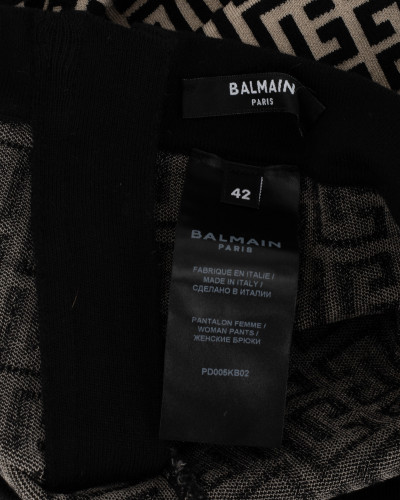 BALMAIN
PARIS
42
BALMAIN
PARIS
FABRIQUE EN ITALIE /
MADE IN ITALY /
СДЕЛАНО В ИТАЛИИ
PANTALON FEMME /
WOMAN PANTS /
ЖЕНСКИЕ БРЮКИ
PD005KB02